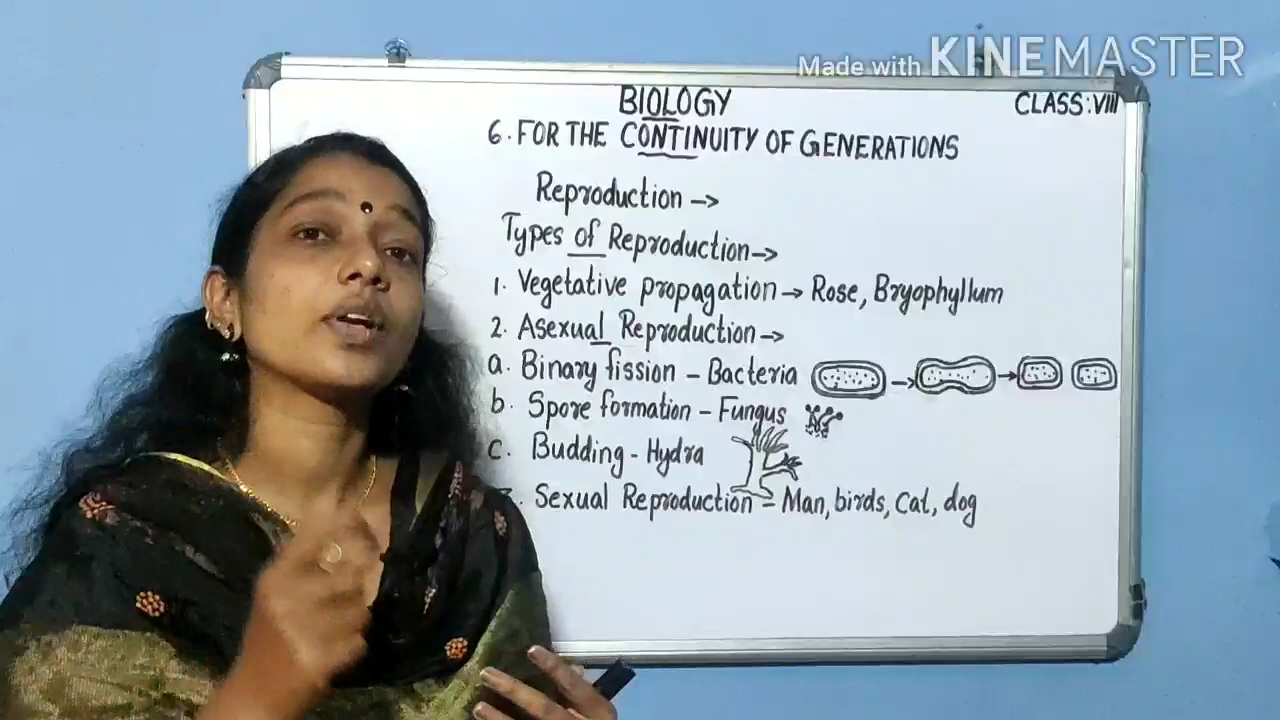 Made with KINEMASTER
BIOLOGY
CLASS:VIII
6. FOR THE CONTINUITY OF GENERATIONS
Reproduction ->
Types of Reproduction->
1. Vegetative propagation -> Rose, Bryophyllum
2. Asexual Reproduction ->
a. Binary fission - Bacteria
b. Spore formation - Fungus
c. Budding - Hydra
3. Sexual Reproduction - Man, birds, Cat, dog